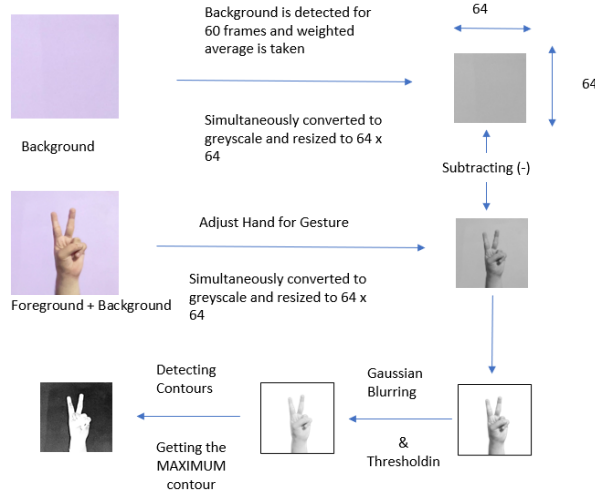 Background is detected for
60 frames and weighted
average is taken
64
64
Simultaneously converted to
greyscale and resized to 64 x
64
Background
Subtracting (-)
Adjust Hand for Gesture
Simultaneously converted to
greyscale and resized to 64 x
64
Foreground + Background
Detecting
Contours
Gaussian
Blurring
Getting the
MAXIMUM
contour
&
Thresholdin